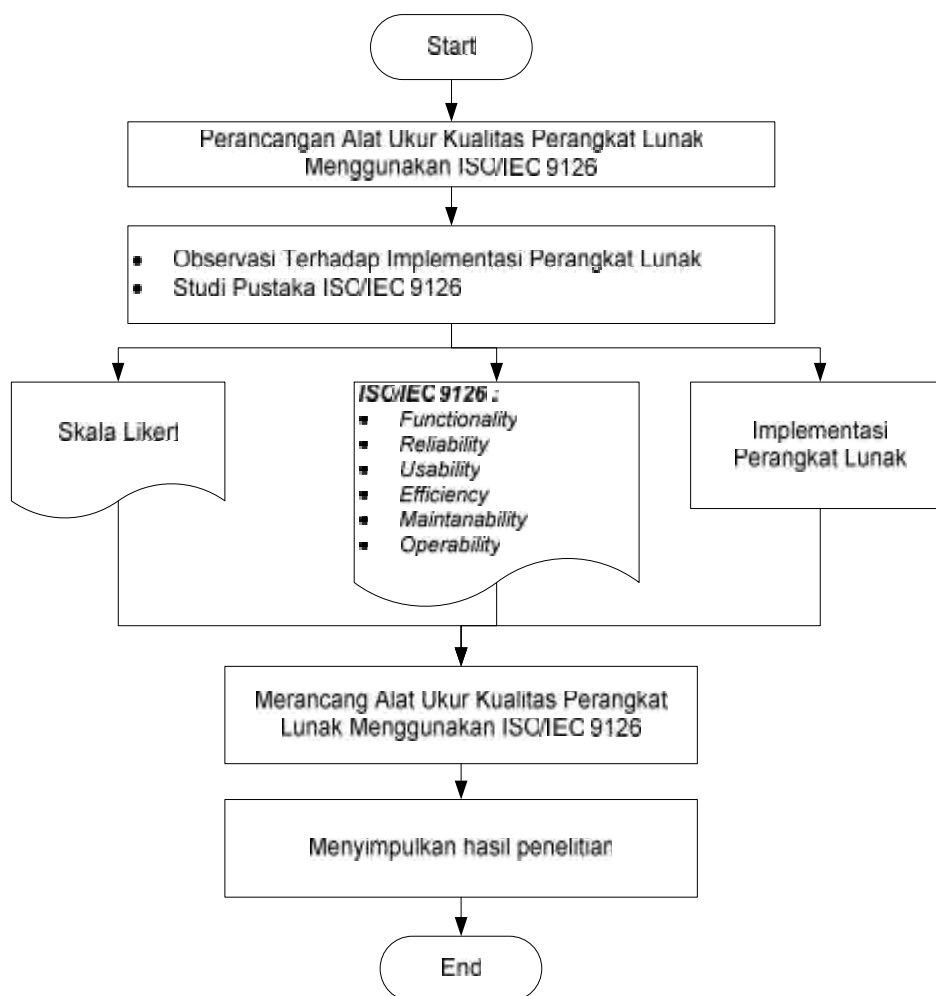 Start
Perancangan Alat Ukur Kualitas Perangkat Lunak
Menggunakan ISO/IEC 9126
▪ Observasi Terhadap Implementasi Perangkat Lunak
▪ Studi Pustaka ISO/IEC 9126
Skala Likert
ISO/IEC 9126 :
▪ Functionality
▪ Reliability
▪ Usability
▪ Efficiency
▪ Maintanability
▪ Operability
Implementasi
Perangkat Lunak
Merancang Alat Ukur Kualitas Perangkat
Lunak Menggunakan ISO/IEC 9126
Menyimpulkan hasil penelitian
End